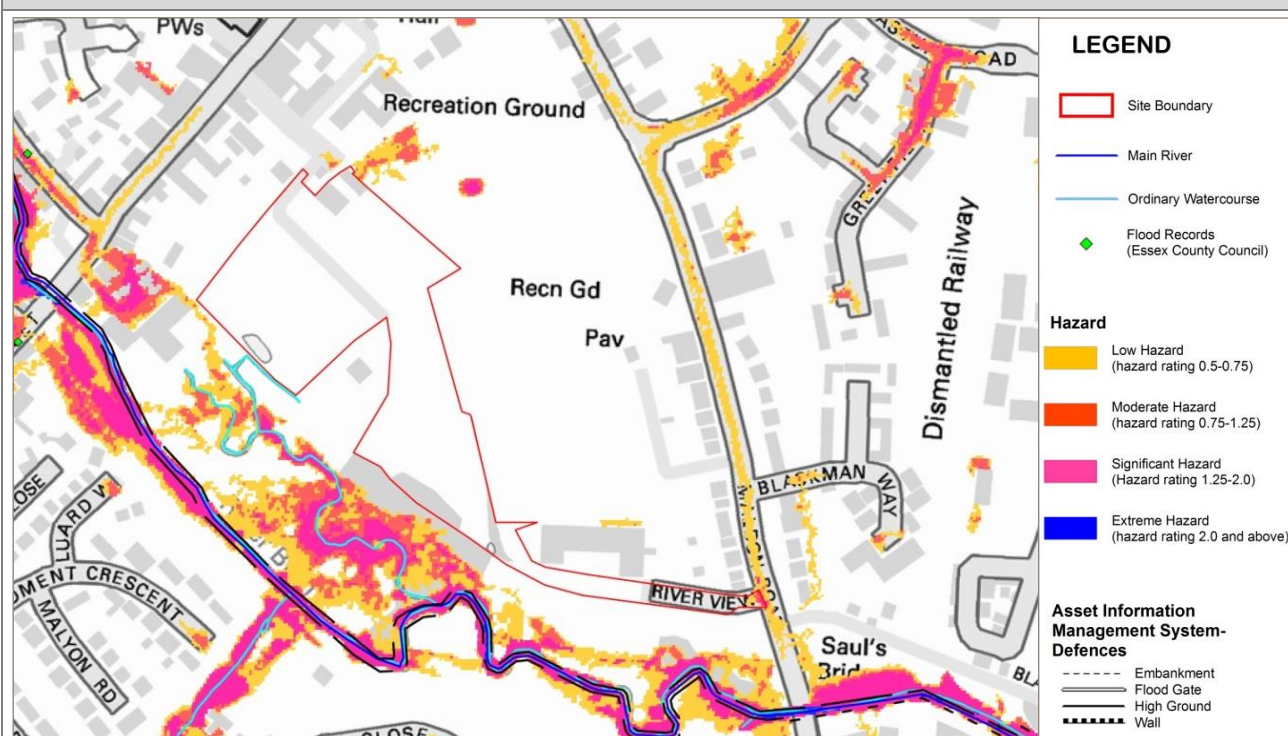 PWs
Recreation Ground
Recn Gd
Pav
Dismantled Railway
BLACKMAN
WAY
RIVER VIEW
Saul's
LUARD W
MALYON RD
CLOSE
CLOSE
LEGEND
Site Boundary
Main River
Ordinary Watercourse
Flood Records
(Essex County Council)
Hazard
Low Hazard
(hazard rating 0.5-0.75)
Moderate Hazard
(hazard rating 0.75-1.25)
Significant Hazard
(Hazard rating 1.25-2.0)
Extreme Hazard
(hazard rating 2.0 and above)
Asset Information
Management System-
Defences
Embankment
Flood Gate
High Ground
Wall